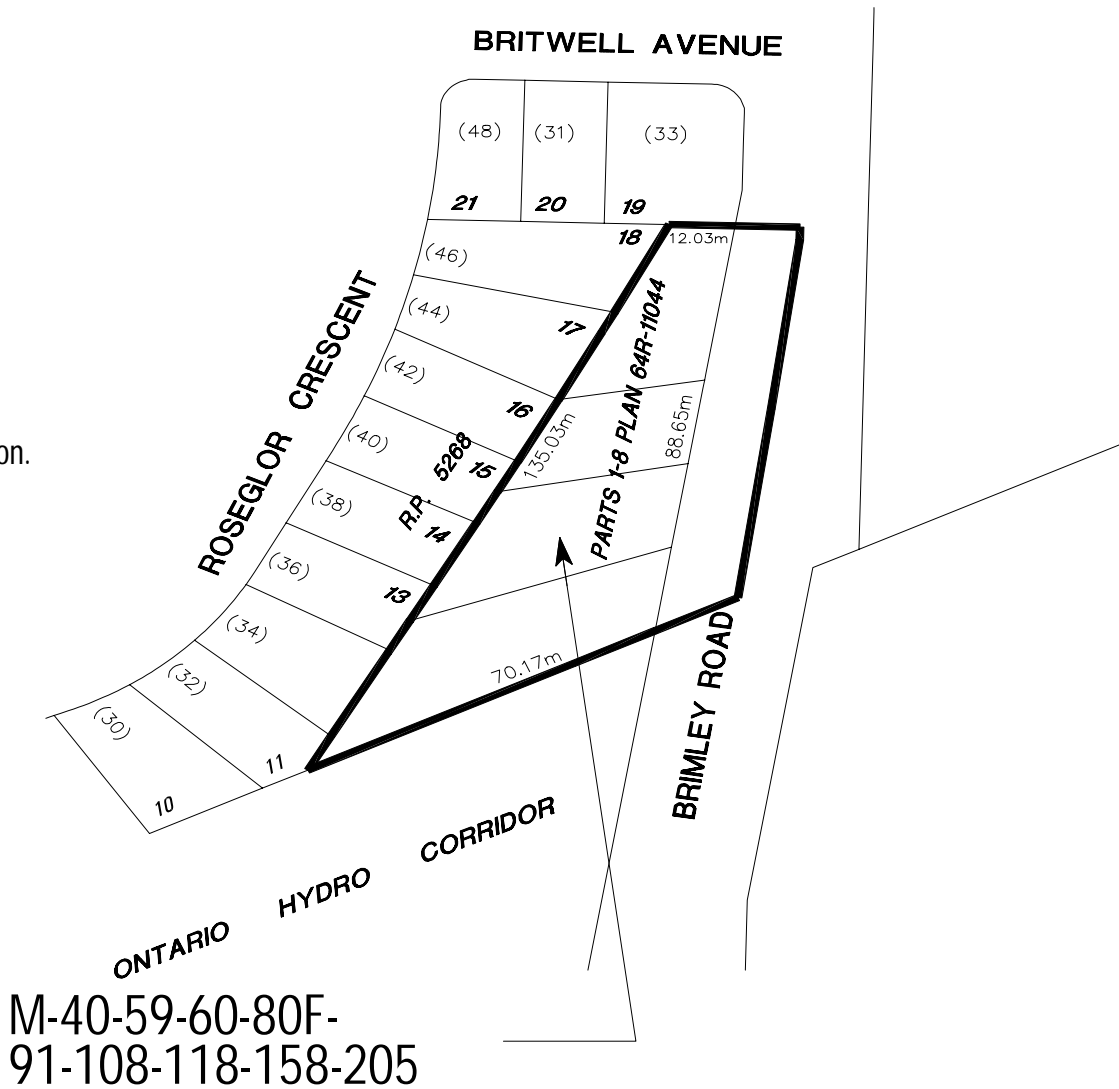 BRITWELL AVENUE
(48) (31) (33)
21 20 19
18 12.03m
(46)
(44)
17
(42)
16
ROSEGLOR CRESCENT
PARTS 1-8 PLAN 64R-11044
135.03m
88.65m
(40)
R.P. 5268
15
on.
(38)
14
(36)
13
(34)
70.17m
(32)
BRIMLEY ROAD
(30)
11
10
ONTARIO HYDRO CORRIDOR
M-40-59-60-80F-
91-108-118-158-205